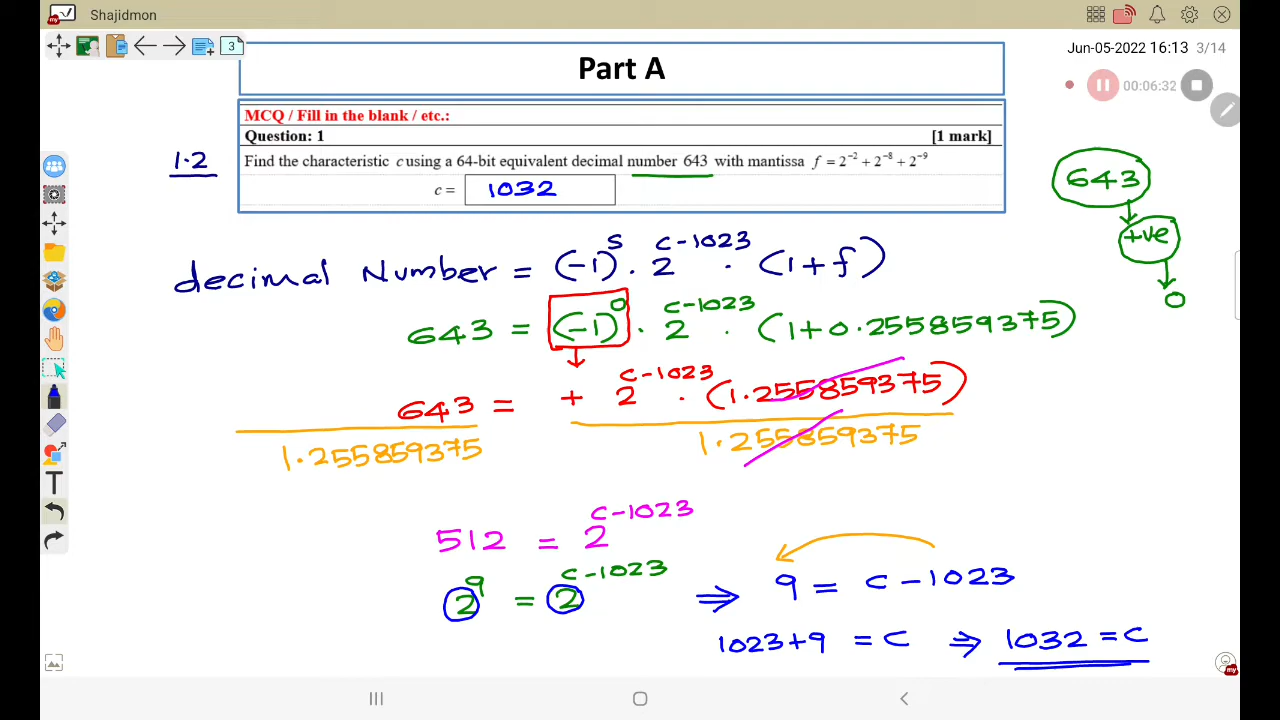 Shajidmon
3
Jun-05-2022 16:13 3/14
00:06:32
Part A
MCQ / Fill in the blank / etc.:
Question: 1 [1 mark]
1.2
Find the characteristic c using a 64-bit equivalent decimal number 643 with mantissa f = 2⁻² + 2⁻⁸ + 2⁻⁹
c = 1032
643
+ve
0
decimal Number = (-1)^S · 2^(c-1023) · (1+f)
643 = (-1)^0 · 2^(c-1023) · (1+0.255859375)
643 = + 2^(c-1023) · (1.255859375)
1.255859375 1.255859375
512 = 2^(c-1023)
2^9 = 2^(c-1023) ⇒ 9 = c-1023
1023+9 = c ⇒ 1032 = c
T